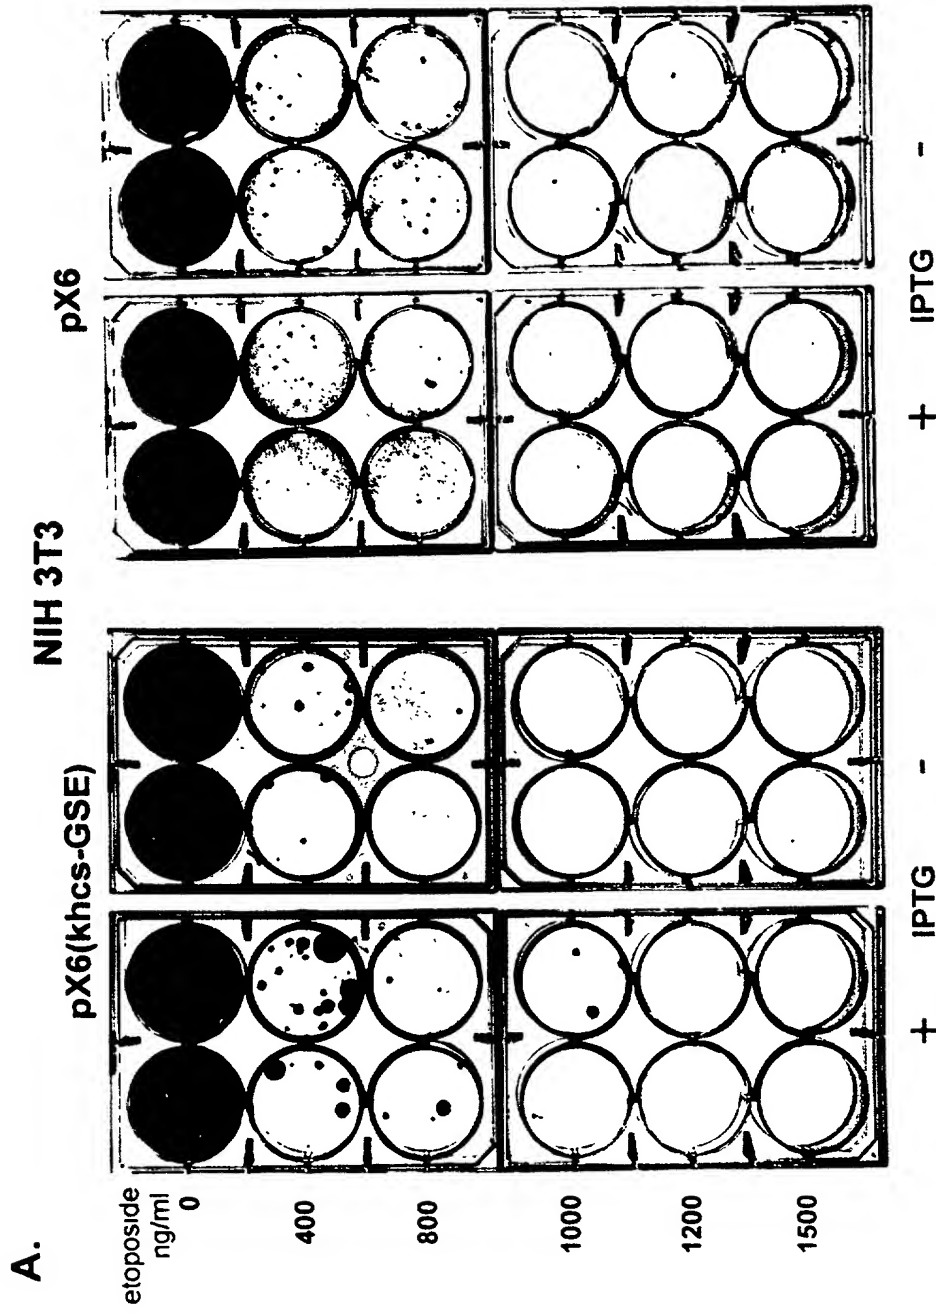 A.
NIH 3T3
pX6(khcs-GSE)
pX6
etoposide
ng/ml
0
400
800
1000
1200
1500
+
IPTG
-
+
IPTG
-